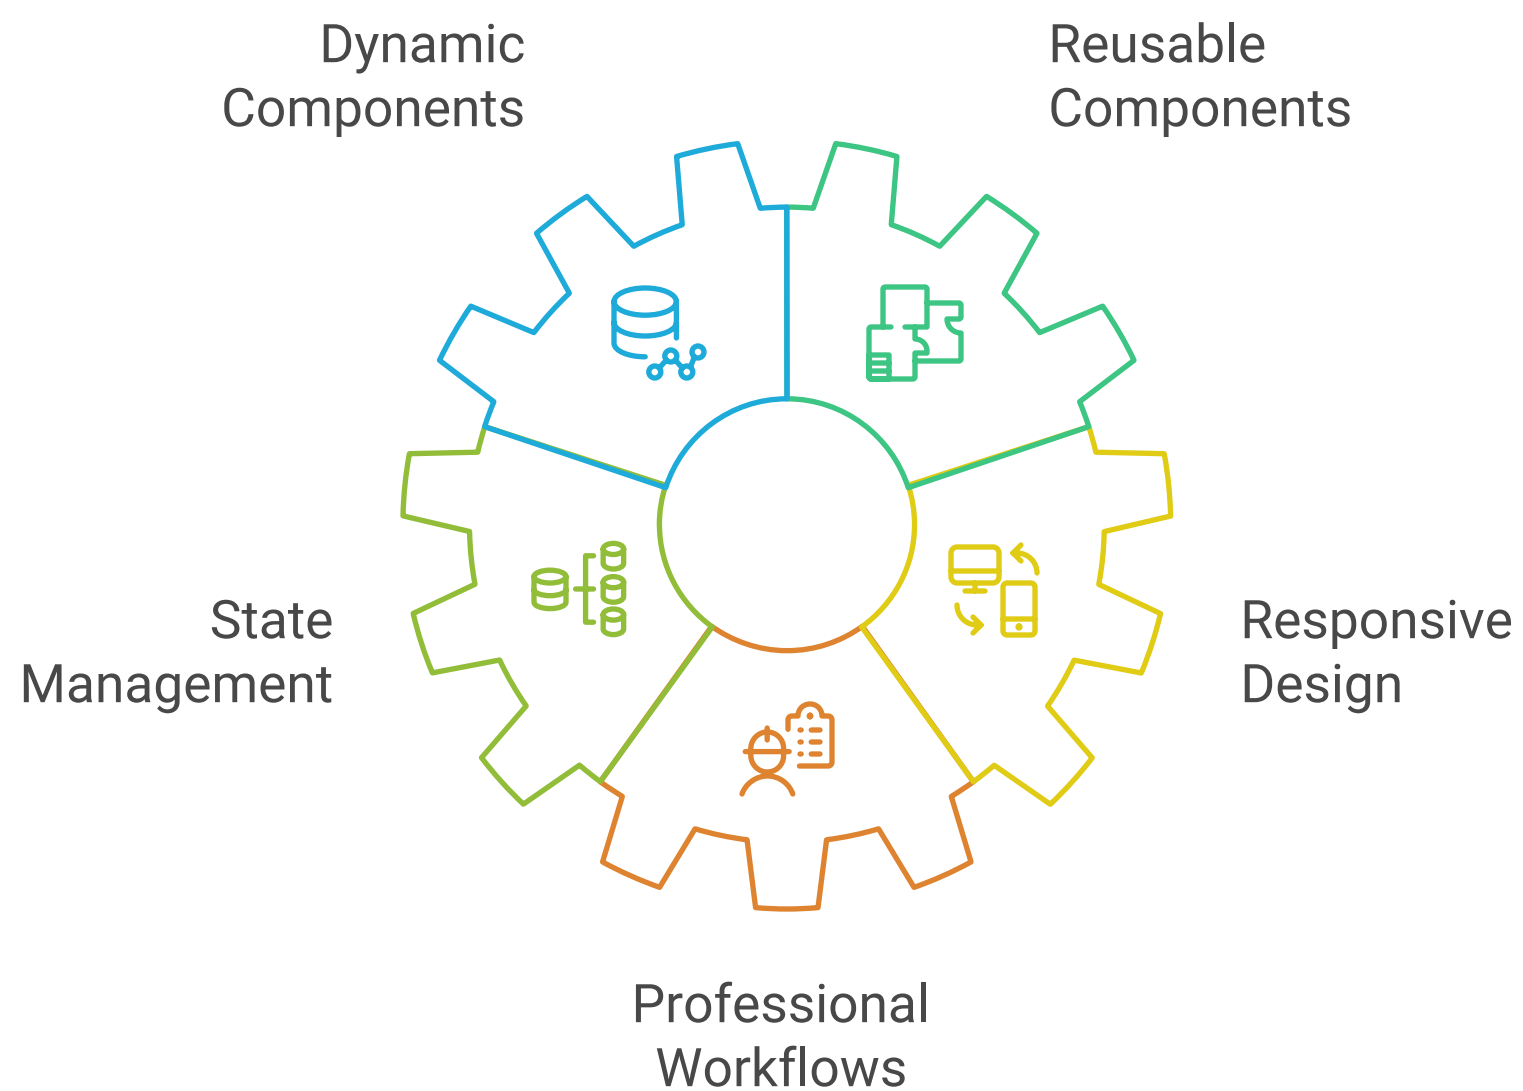 Dynamic
Components
Reusable
Components
State
Management
Responsive
Design
Professional
Workflows